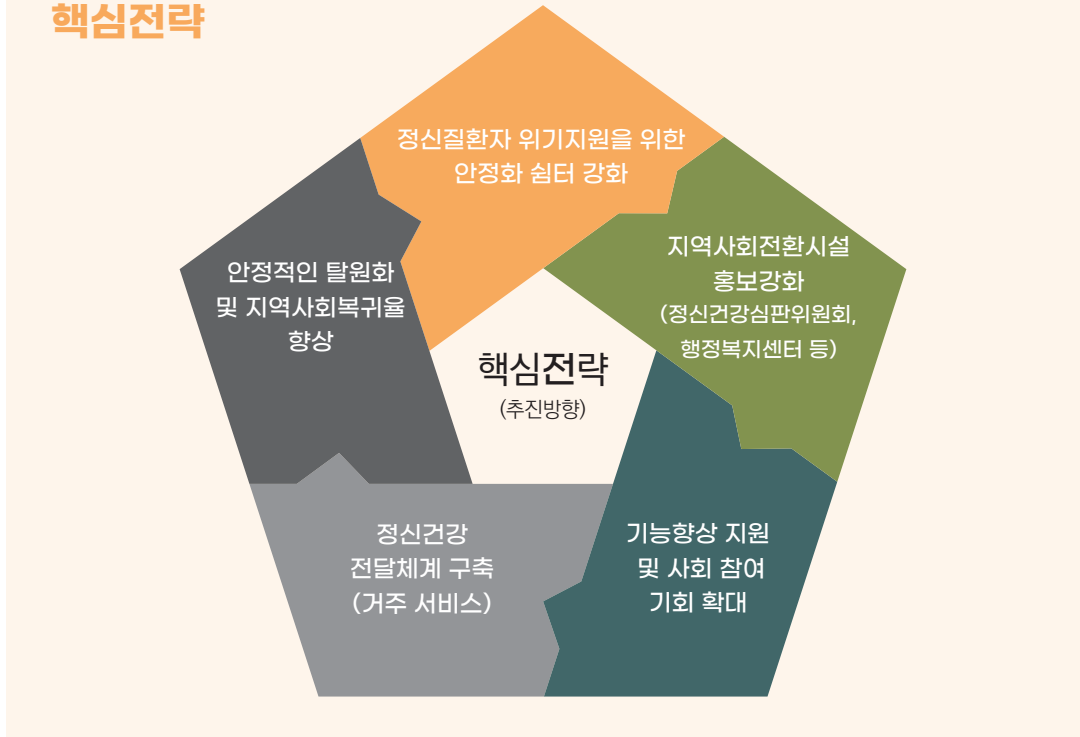 핵심전략
정신질환자 위기지원을 위한
안정화 쉼터 강화
지역사회전환시설
홍보강화
(정신건강심판위원회,
행정복지센터 등)
기능향상 지원
및 사회 참여
기회 확대
정신건강
전달체계 구축
(거주 서비스)
안정적인 탈원화
및 지역사회복귀율
향상
핵심전략
(추진방향)